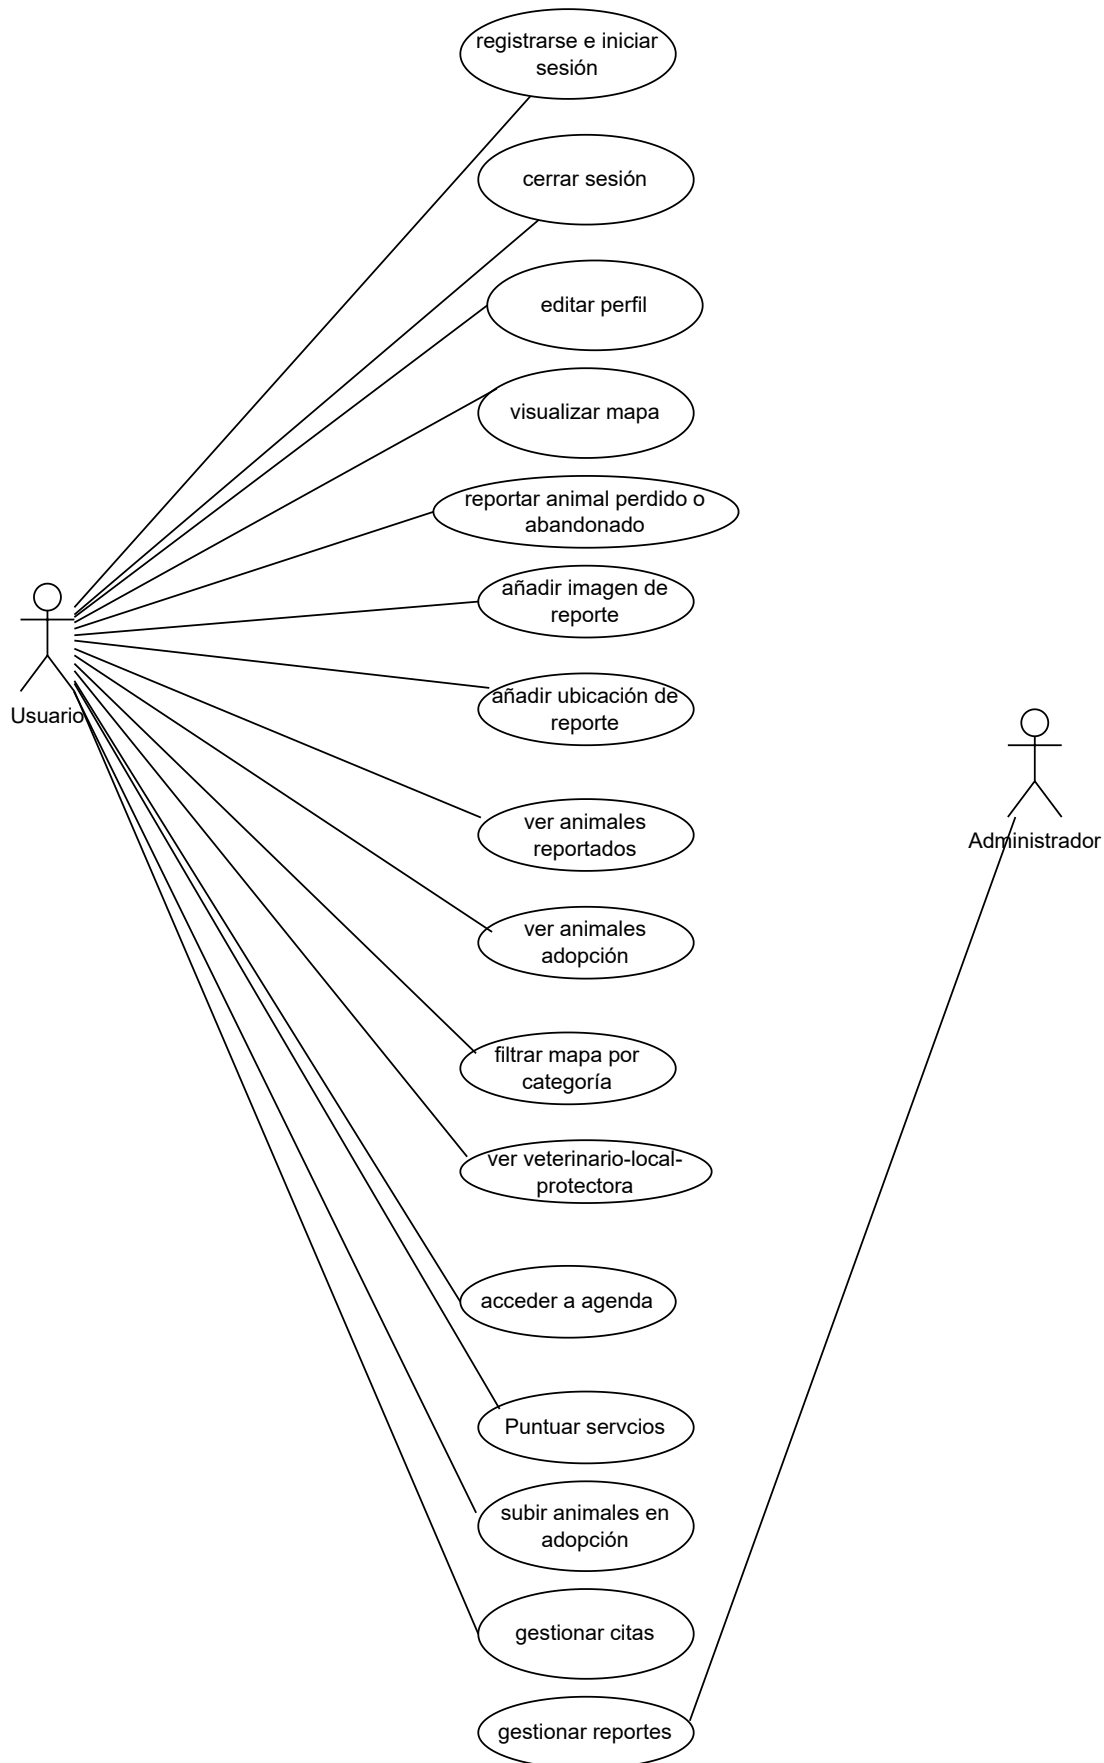 registrarse e iniciar
sesión
cerrar sesión
editar perfil
visualizar mapa
reportar animal perdido o
abandonado
añadir imagen de
reporte
Usuario
añadir ubicación de
reporte
ver animales
reportados
Administrador
ver animales
adopción
filtrar mapa por
categoría
ver veterinario-local-
protectora
acceder a agenda
Puntuar servcios
subir animales en
adopción
gestionar citas
gestionar reportes